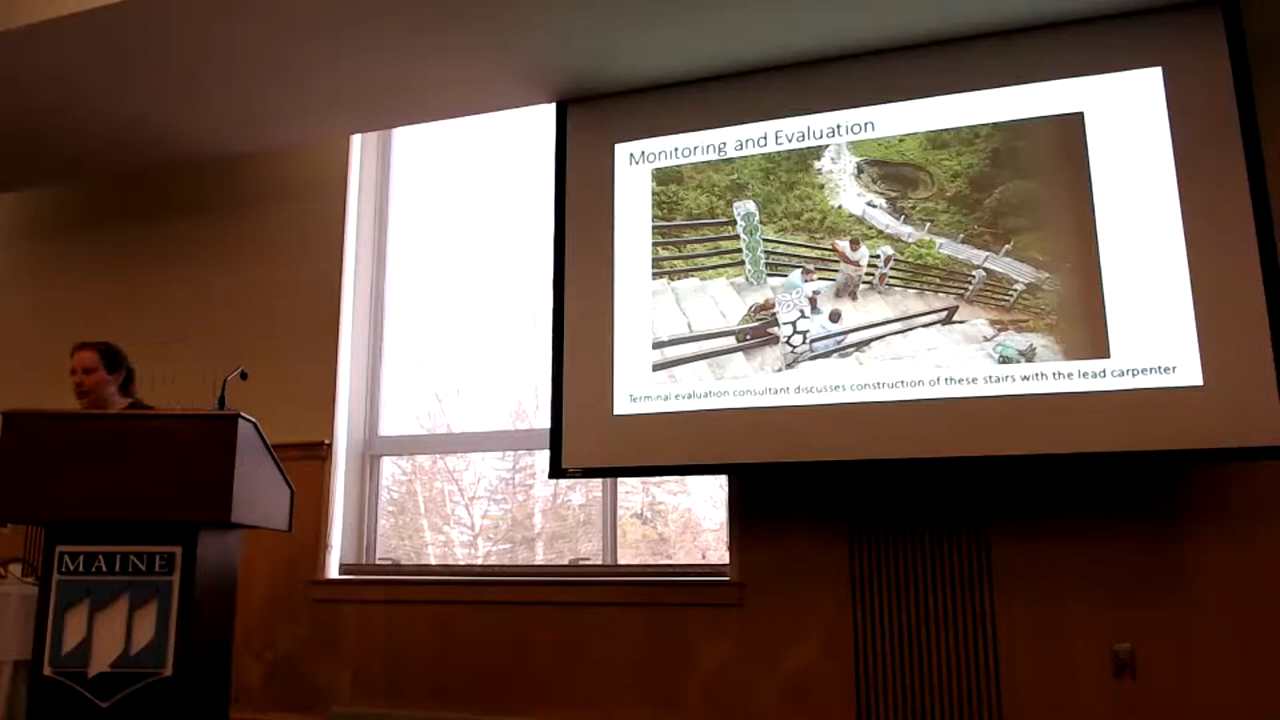 Monitoring and Evaluation
Terminal evaluation consultant discusses construction of these stairs with the lead carpenter
MAINE